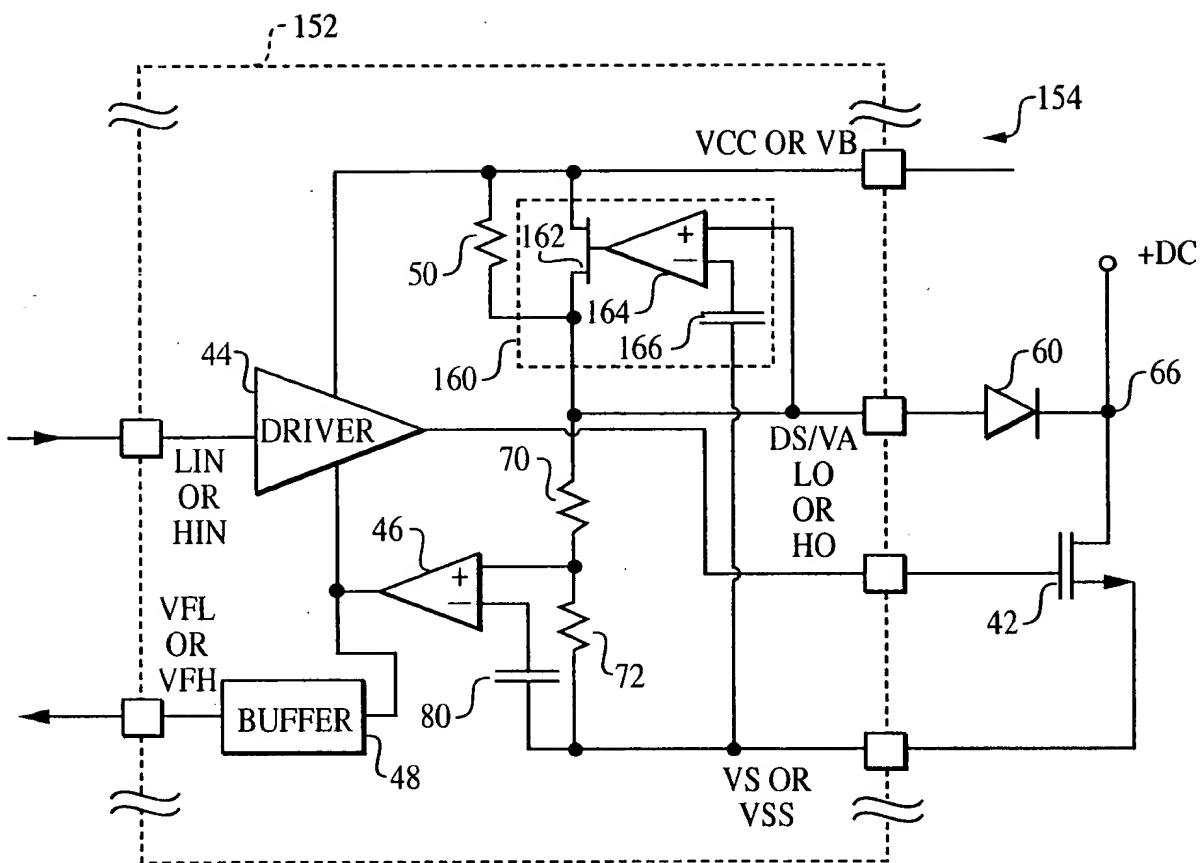 152
154
VCC OR VB
50
162
+
−
164
166
160
+DC
60
66
44
DRIVER
LIN
OR
HIN
DS/VA
LO
OR
HO
70
46
+
−
42
VFL
OR
VFH
72
80
BUFFER
48
VS OR
VSS